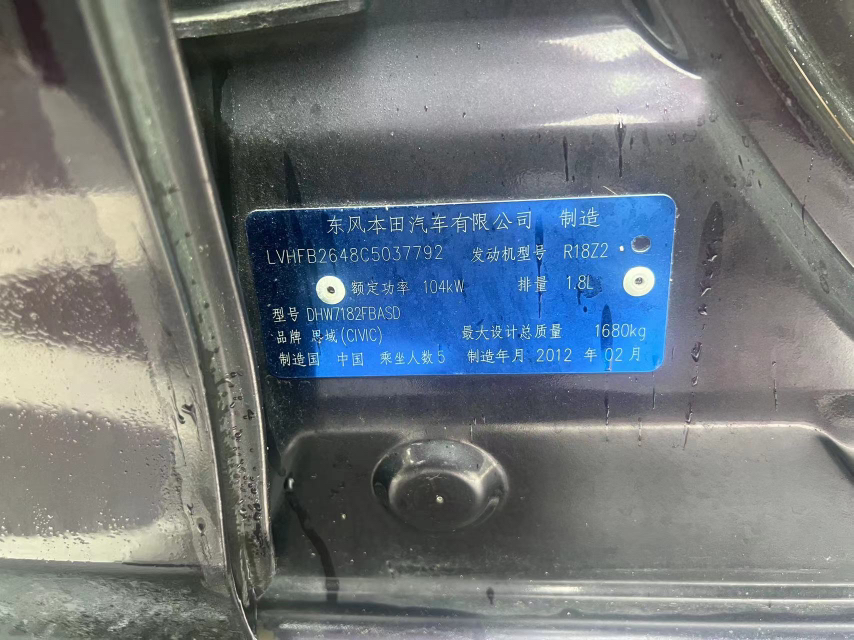 东风本田汽车有限公司 制造
LVHFB2648C5037792 发动机型号 R18Z2
额定功率 104kW 排量 1.8L
型号 DHW7182FBASD
品牌 思域(CIVIC) 最大设计总质量 1680kg
制造国 中国 乘坐人数5 制造年月 2012 年 02 月